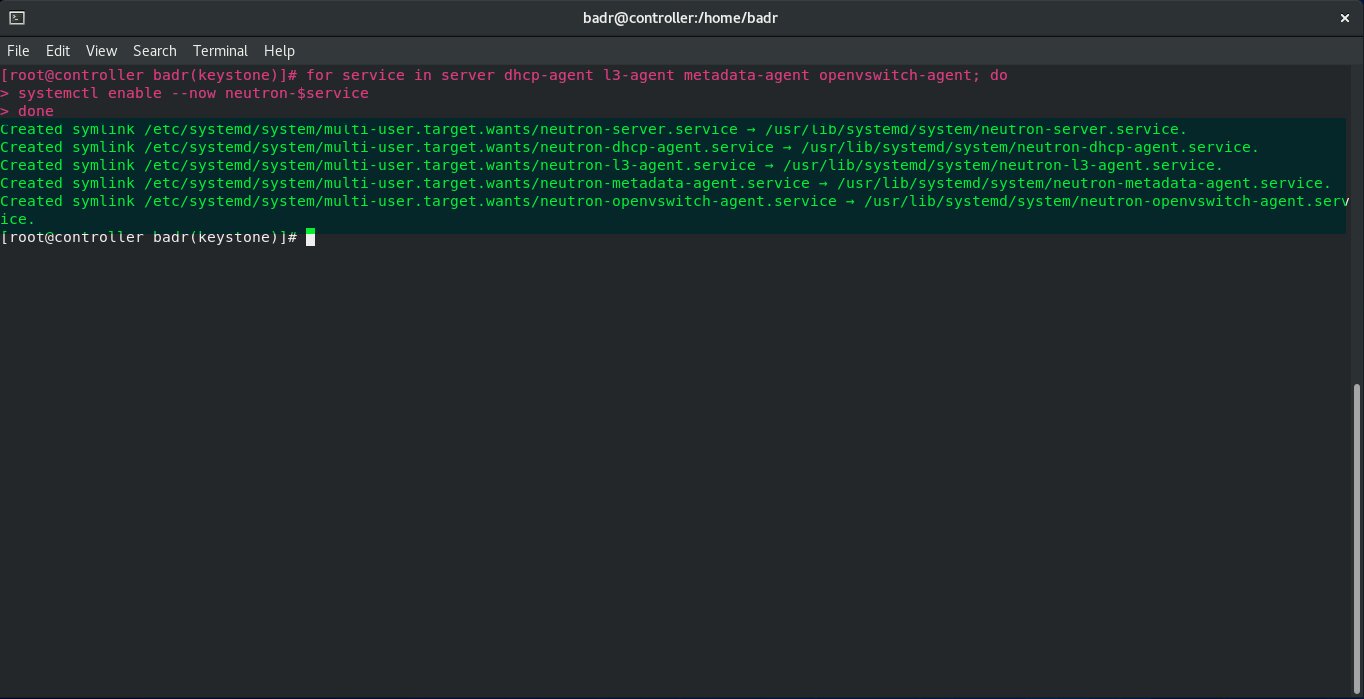 badr@controller:/home/badr
File Edit View Search Terminal Help
[root@controller badr(keystone)]# for service in server dhcp-agent l3-agent metadata-agent openvswitch-agent; do
> systemctl enable --now neutron-$service
> done
Created symlink /etc/systemd/system/multi-user.target.wants/neutron-server.service → /usr/lib/systemd/system/neutron-server.service.
Created symlink /etc/systemd/system/multi-user.target.wants/neutron-dhcp-agent.service → /usr/lib/systemd/system/neutron-dhcp-agent.service.
Created symlink /etc/systemd/system/multi-user.target.wants/neutron-l3-agent.service → /usr/lib/systemd/system/neutron-l3-agent.service.
Created symlink /etc/systemd/system/multi-user.target.wants/neutron-metadata-agent.service → /usr/lib/systemd/system/neutron-metadata-agent.service.
Created symlink /etc/systemd/system/multi-user.target.wants/neutron-openvswitch-agent.service → /usr/lib/systemd/system/neutron-openvswitch-agent.serv
ice.
[root@controller badr(keystone)]#